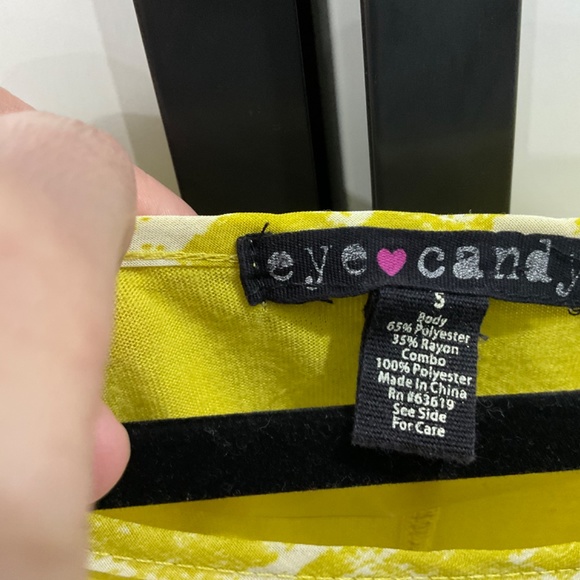 eye candy
S
Body
65% Polyester
35% Rayon
Combo
100% Polyester
Made In China
Rn #63619
See Side
For Care